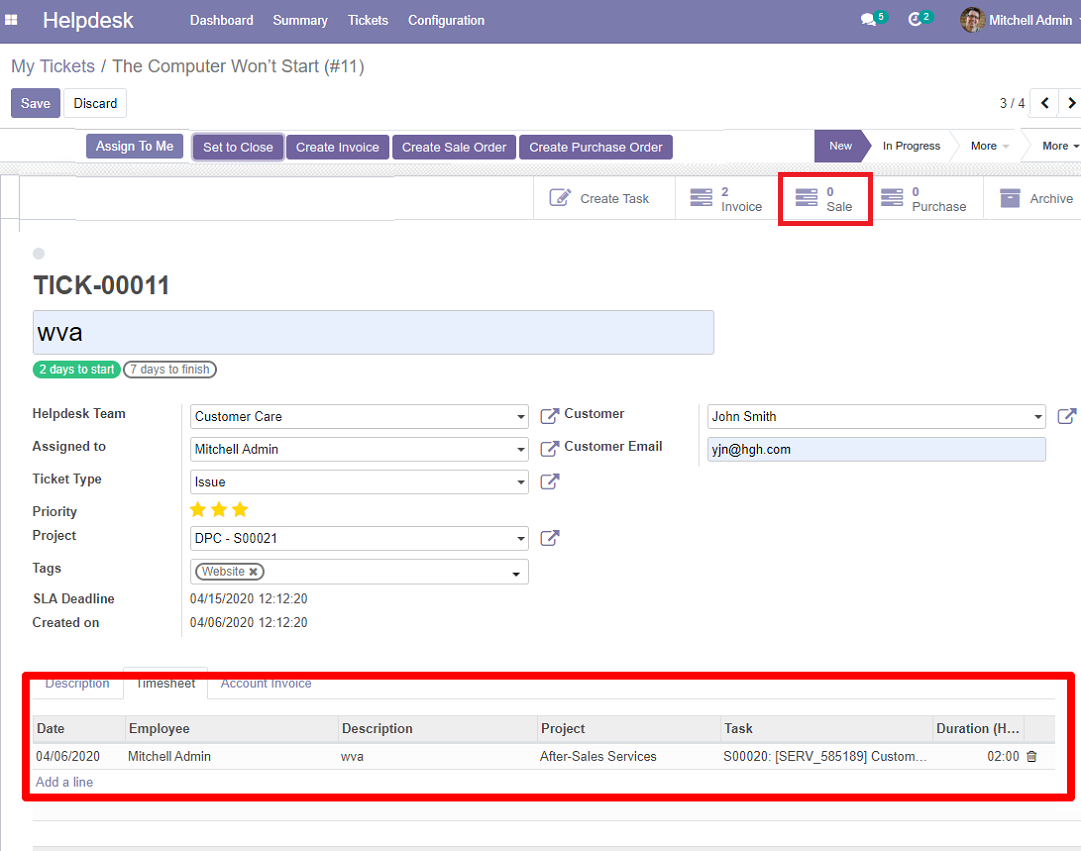 Helpdesk Dashboard Summary Tickets Configuration 5 2 Mitchell Admin
My Tickets / The Computer Won't Start (#11)
Save Discard 3 / 4
Assign To Me Set to Close Create Invoice Create Sale Order Create Purchase Order New In Progress More More
Create Task 2 Invoice 0 Sale 0 Purchase Archive
TICK-00011
wva
2 days to start 7 days to finish
Helpdesk Team Customer Care Customer John Smith
Assigned to Mitchell Admin Customer Email yjn@hgh.com
Ticket Type Issue
Priority
Project DPC - S00021
Tags Website
SLA Deadline 04/15/2020 12:12:20
Created on 04/06/2020 12:12:20
Description Timesheet Account Invoice
Date Employee Description Project Task Duration (H...
04/06/2020 Mitchell Admin wva After-Sales Services S00020: [SERV_585189] Custom... 02:00
Add a line